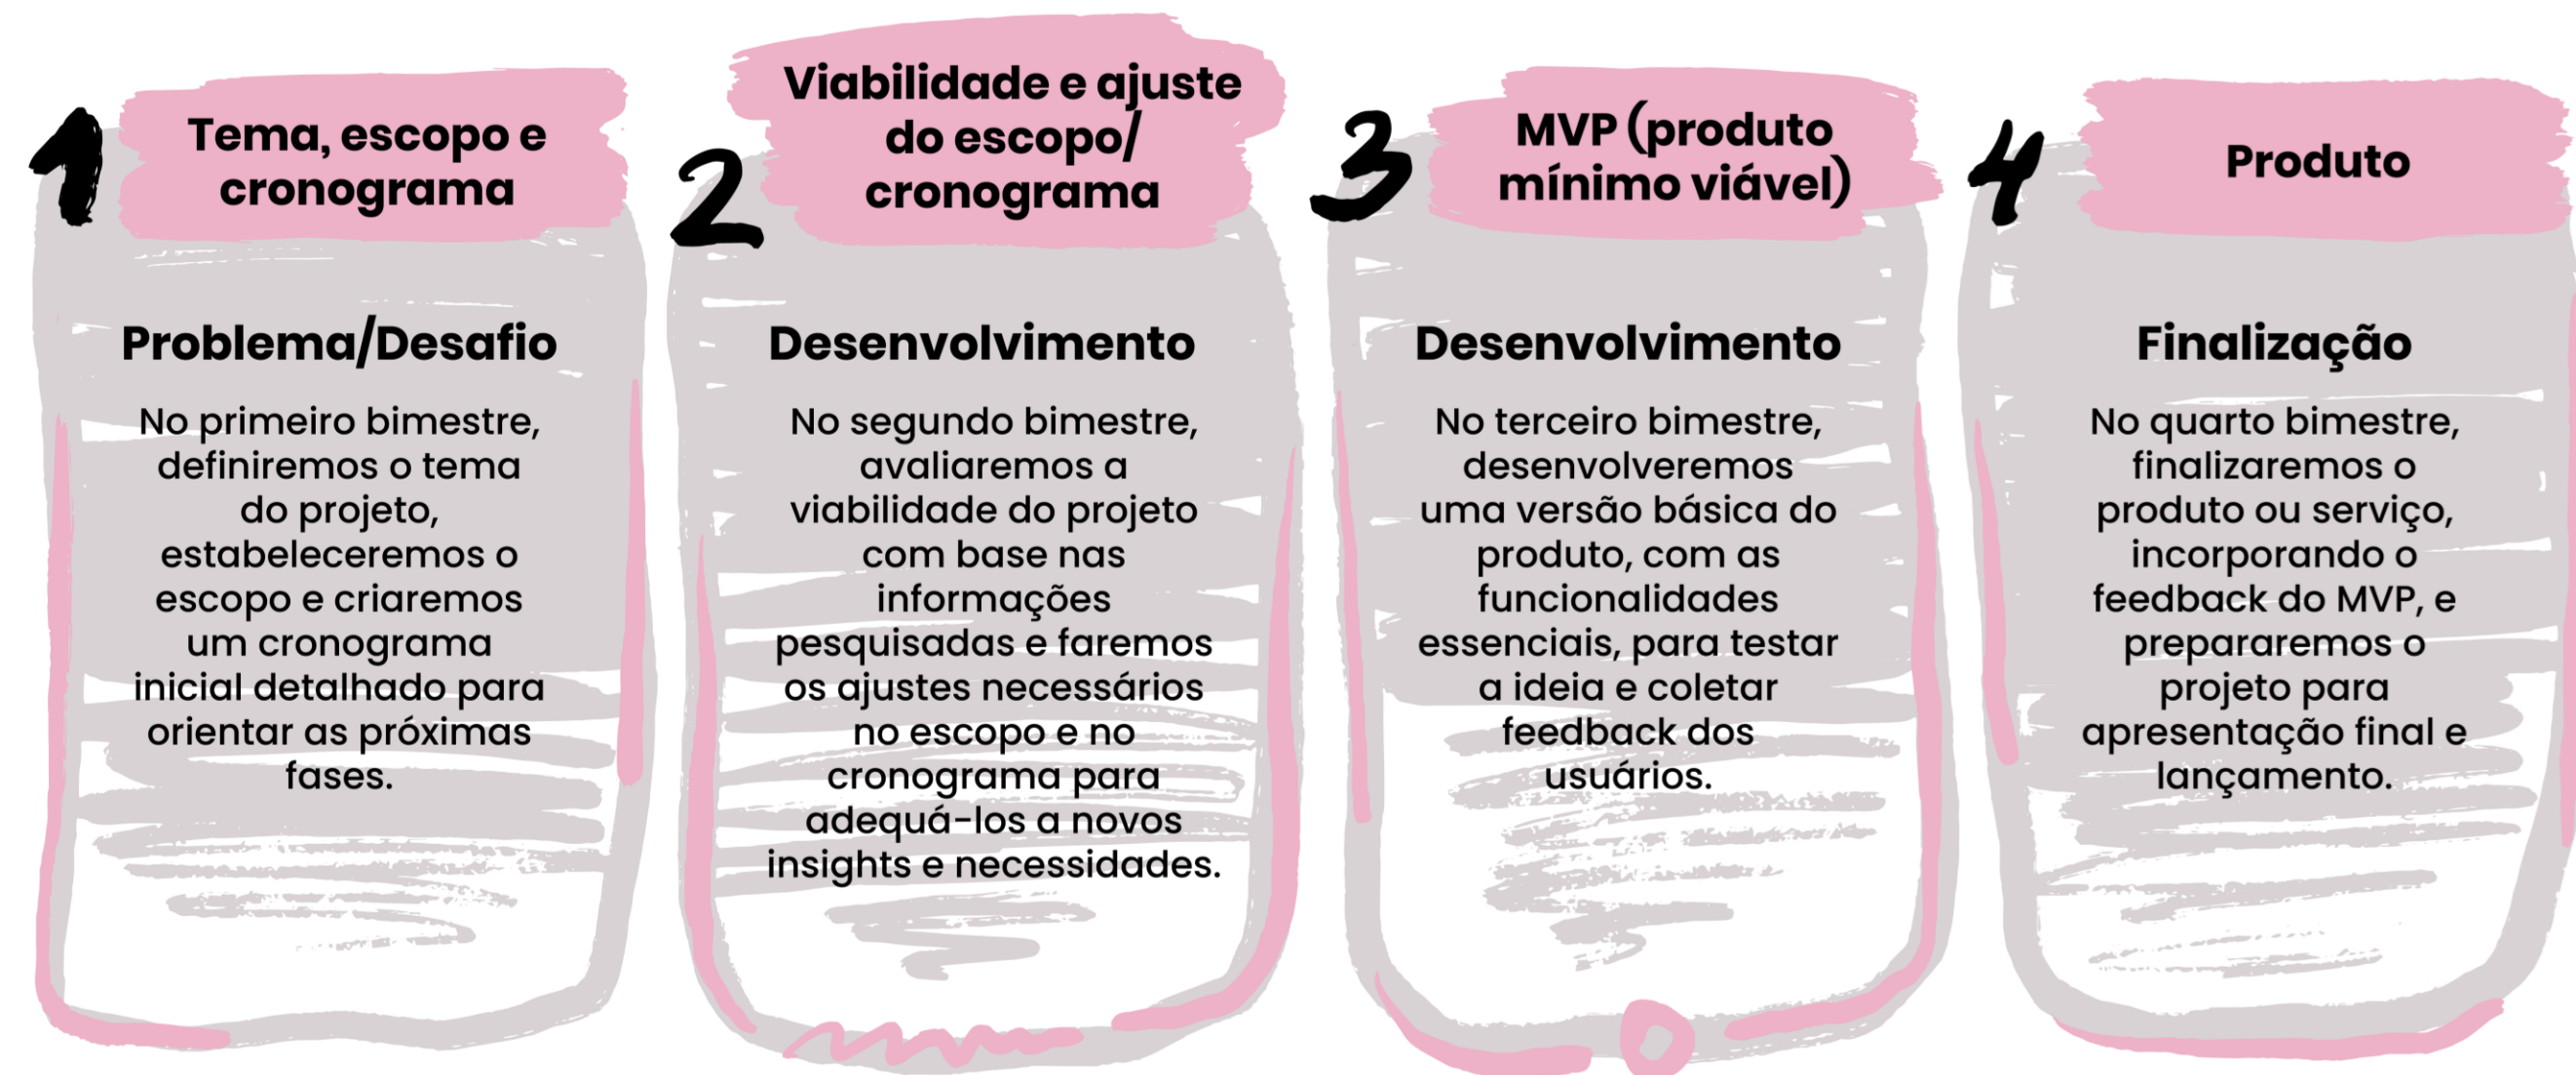 1
Tema, escopo e
cronograma
Problema/Desafio
No primeiro bimestre,
definiremos o tema
do projeto,
estabeleceremos o
escopo e criaremos
um cronograma
inicial detalhado para
orientar as próximas
fases.
2
Viabilidade e ajuste
do escopo/
cronograma
Desenvolvimento
No segundo bimestre,
avaliaremos a
viabilidade do projeto
com base nas
informações
pesquisadas e faremos
os ajustes necessários
no escopo e no
cronograma para
adequá-los a novos
insights e necessidades.
3
MVP (produto
mínimo viável)
Desenvolvimento
No terceiro bimestre,
desenvolveremos
uma versão básica do
produto, com as
funcionalidades
essenciais, para testar
a ideia e coletar
feedback dos
usuários.
4
Produto
Finalização
No quarto bimestre,
finalizaremos o
produto ou serviço,
incorporando o
feedback do MVP, e
prepararemos o
projeto para
apresentação final e
lançamento.